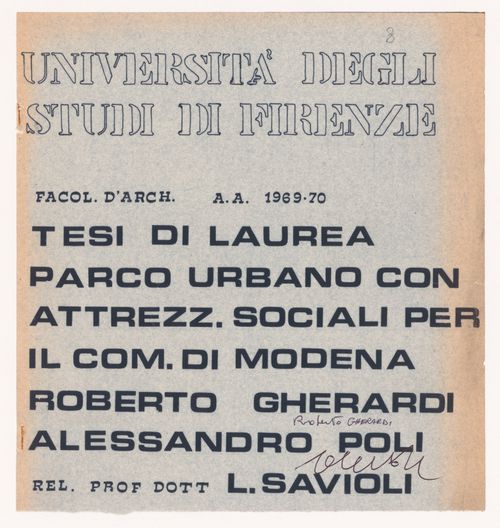 8
UNIVERSITA' DEGLI
STUDI DI FIRENZE
FACOL. D'ARCH. A.A. 1969-70
TESI DI LAUREA
PARCO URBANO CON
ATTREZZ. SOCIALI PER
IL COM. DI MODENA
ROBERTO GHERARDI
Roberto GHERARDI
ALESSANDRO POLI
REL. PROF DOTT L. SAVIOLI